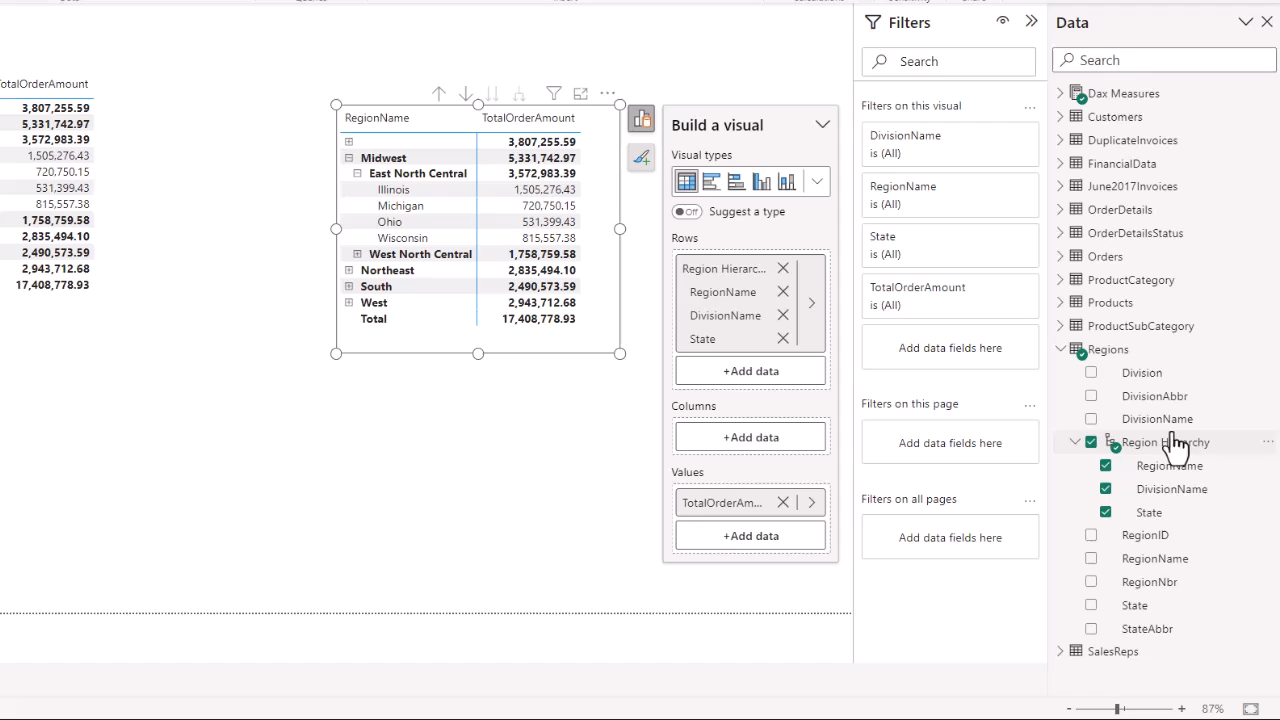 Filters
Data
Search
Search
Filters on this visual
DivisionName
is (All)
RegionName
is (All)
State
is (All)
TotalOrderAmount
is (All)
Add data fields here
Filters on this page
Add data fields here
Filters on all pages
Add data fields here
TotalOrderAmount
3,807,255.59
5,331,742.97
3,572,983.39
1,505,276.43
720,750.15
531,399.43
815,557.38
1,758,759.58
2,835,494.10
2,490,573.59
2,943,712.68
17,408,778.93
RegionName TotalOrderAmount
3,807,255.59
Midwest 5,331,742.97
East North Central 3,572,983.39
Illinois 1,505,276.43
Michigan 720,750.15
Ohio 531,399.43
Wisconsin 815,557.38
West North Central 1,758,759.58
Northeast 2,835,494.10
South 2,490,573.59
West 2,943,712.68
Total 17,408,778.93
Build a visual
Visual types
Off Suggest a type
Rows
Region Hierarc...
RegionName
DivisionName
State
+Add data
Columns
+Add data
Values
TotalOrderAm...
+Add data
Dax Measures
Customers
DuplicateInvoices
FinancialData
June2017Invoices
OrderDetails
OrderDetailsStatus
Orders
ProductCategory
Products
ProductSubCategory
Regions
Division
DivisionAbbr
DivisionName
Region Hierarchy
RegionName
DivisionName
State
RegionID
RegionName
RegionNbr
State
StateAbbr
SalesReps
- + 87%